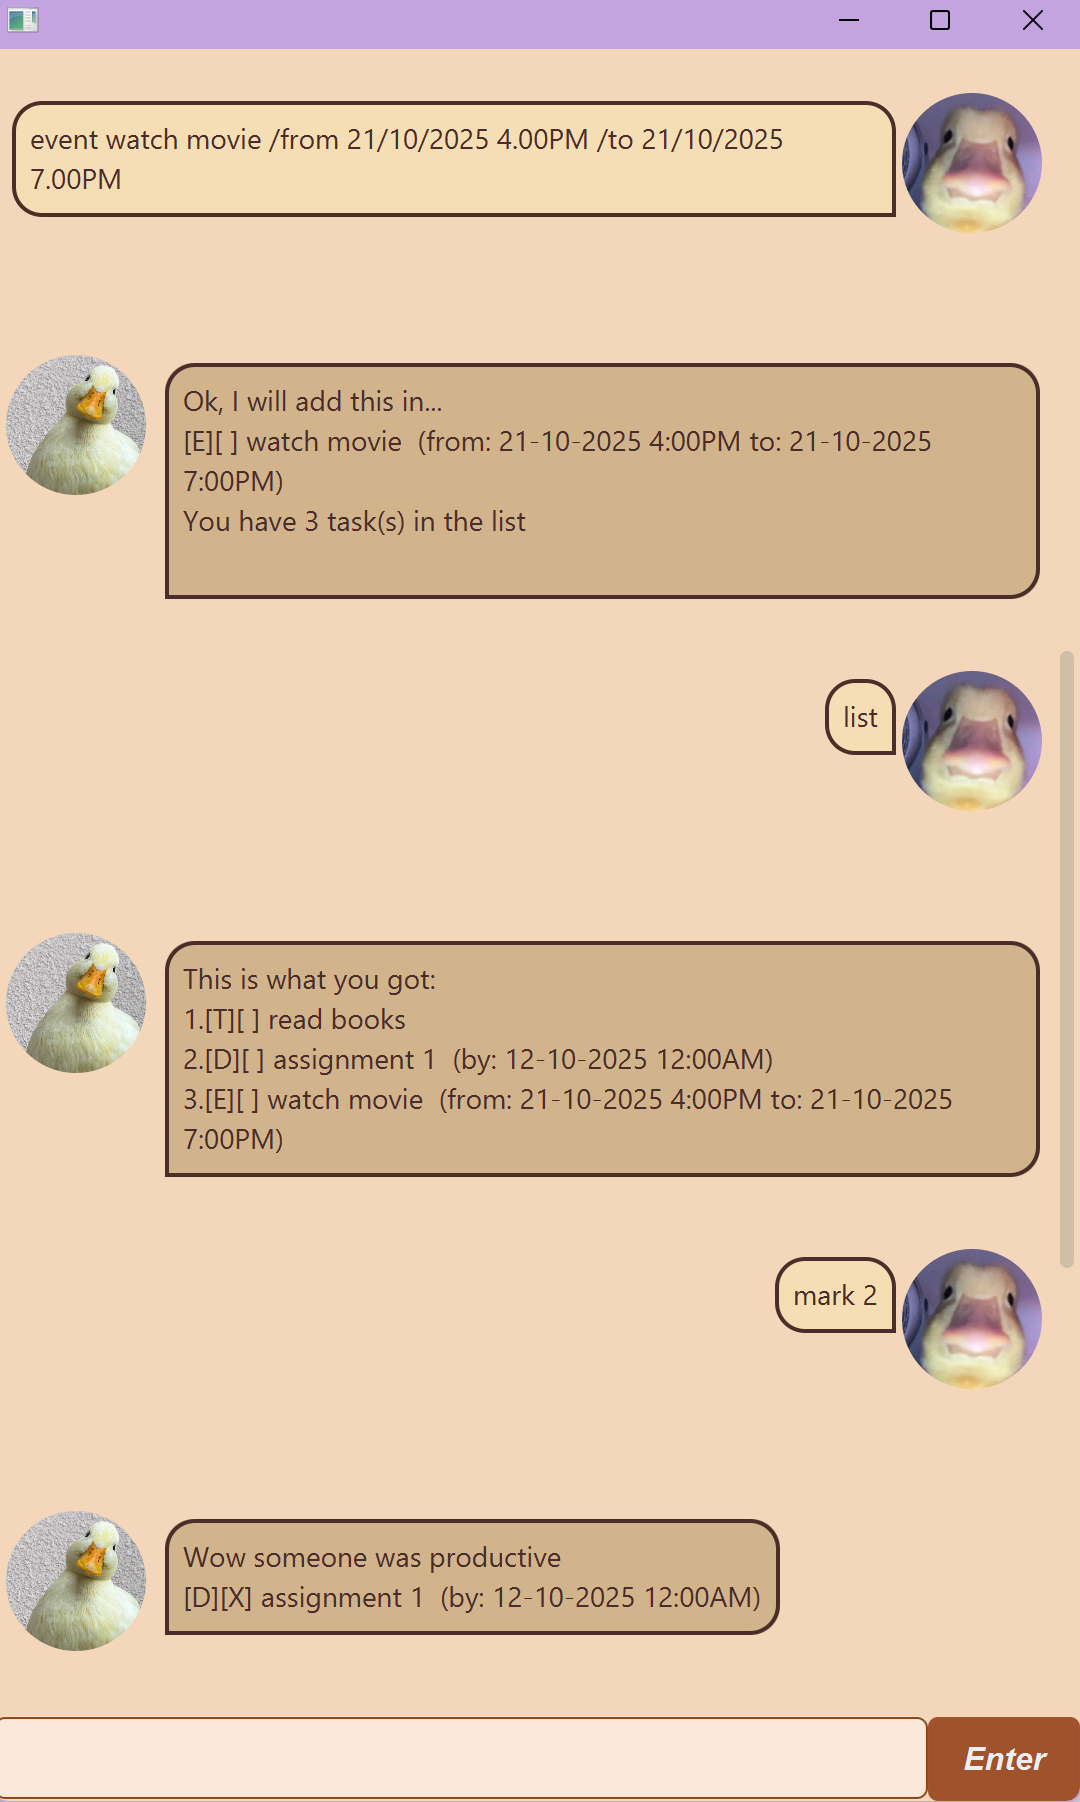 event watch movie /from 21/10/2025 4.00PM /to 21/10/2025
7.00PM
Ok, I will add this in...
[E][ ] watch movie  (from: 21-10-2025 4:00PM to: 21-10-2025
7:00PM)
You have 3 task(s) in the list
list
This is what you got:
1.[T][ ] read books
2.[D][ ] assignment 1  (by: 12-10-2025 12:00AM)
3.[E][ ] watch movie  (from: 21-10-2025 4:00PM to: 21-10-2025
7:00PM)
mark 2
Wow someone was productive
[D][X] assignment 1  (by: 12-10-2025 12:00AM)
Enter